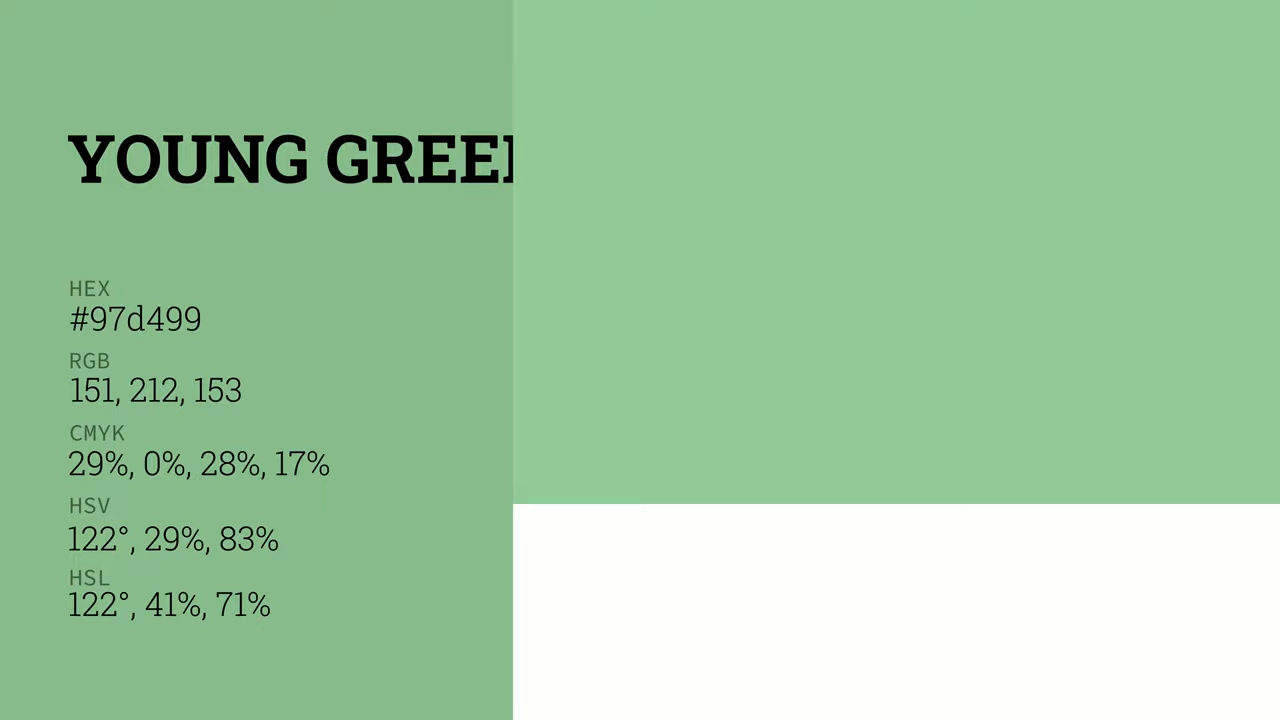 YOUNG GREE
HEX
#97d499
RGB
151, 212, 153
CMYK
29%, 0%, 28%, 17%
HSV
122°, 29%, 83%
HSL
122°, 41%, 71%